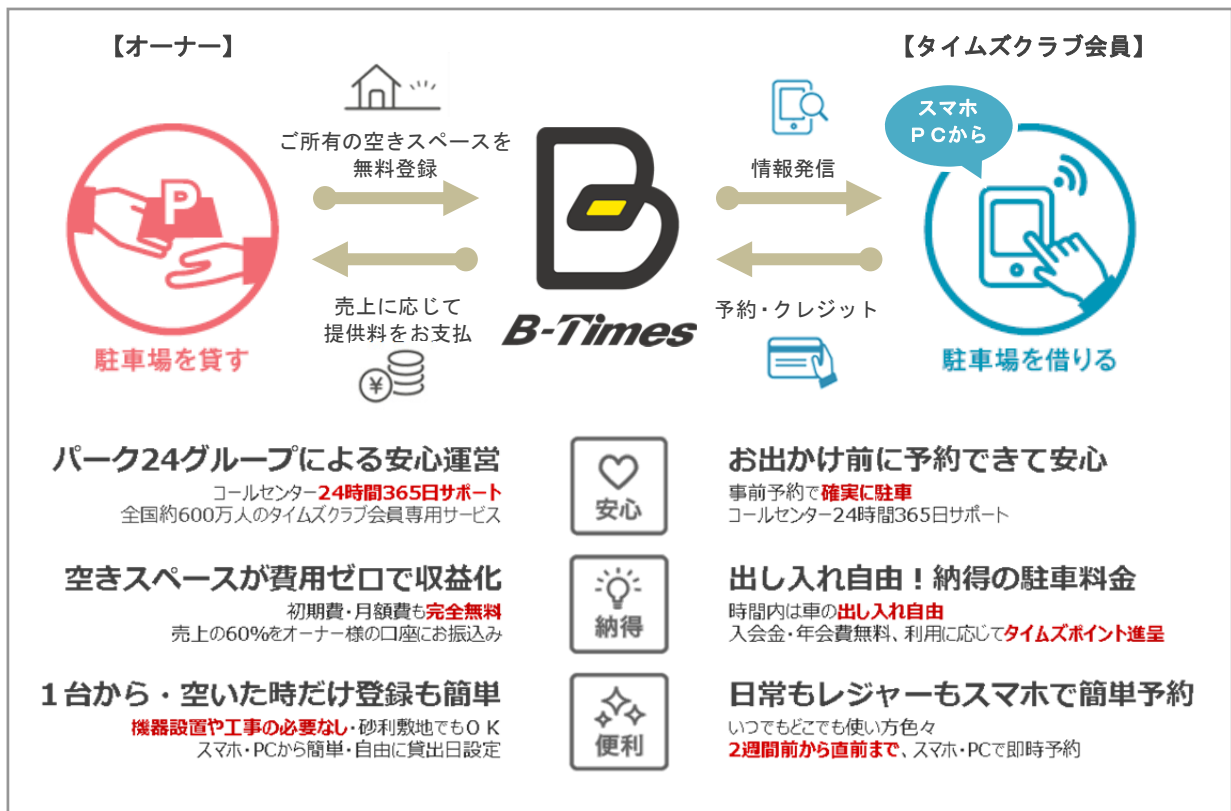 【オーナー】
【タイムズクラブ会員】
スマホ
ＰＣから
ご所有の空きスペースを
無料登録
情報発信
P
売上に応じて
提供料をお支払
¥
B-Times
予約・クレジット
駐車場を貸す
駐車場を借りる
パーク24グループによる安心運営
コールセンター24時間365日サポート
全国約600万人のタイムズクラブ会員専用サービス
安心
お出かけ前に予約できて安心
事前予約で確実に駐車
コールセンター24時間365日サポート
空きスペースが費用ゼロで収益化
初期費・月額費も完全無料
売上の60%をオーナー様の口座にお振込み
納得
出し入れ自由！納得の駐車料金
時間内は車の出し入れ自由
入会金・年会費無料、利用に応じてタイムズポイント進呈
１台から・空いた時だけ登録も簡単
機器設置や工事の必要なし・砂利敷地でもＯＫ
スマホ・PCから簡単・自由に貸出日設定
便利
日常もレジャーもスマホで簡単予約
いつでもどこでも使い方色々
2週間前から直前まで、スマホ・PCで即時予約